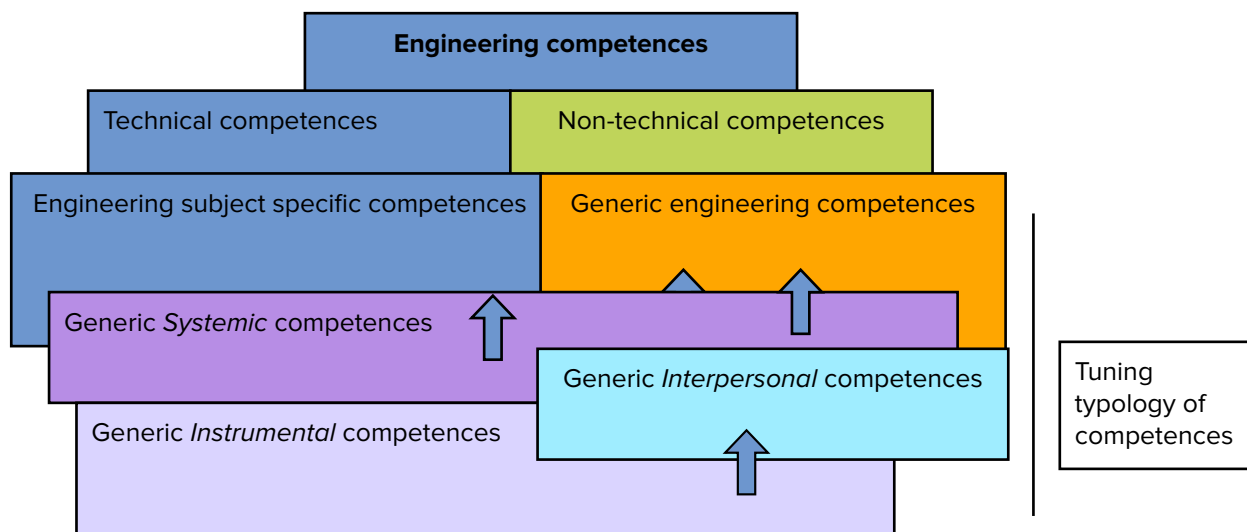 Engineering competences
Technical competences
Non-technical competences
Engineering subject specific competences
Generic engineering competences
Generic Systemic competences
Generic Interpersonal competences
Generic Instrumental competences
Tuning
typology of
competences